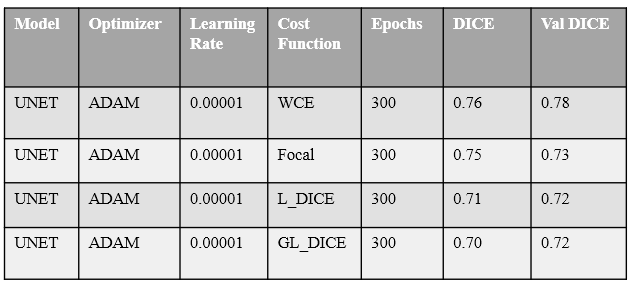 Model Optimizer Learning Rate Cost Function Epochs DICE Val DICE
UNET ADAM 0.00001 WCE 300 0.76 0.78
UNET ADAM 0.00001 Focal 300 0.75 0.73
UNET ADAM 0.00001 L_DICE 300 0.71 0.72
UNET ADAM 0.00001 GL_DICE 300 0.70 0.72